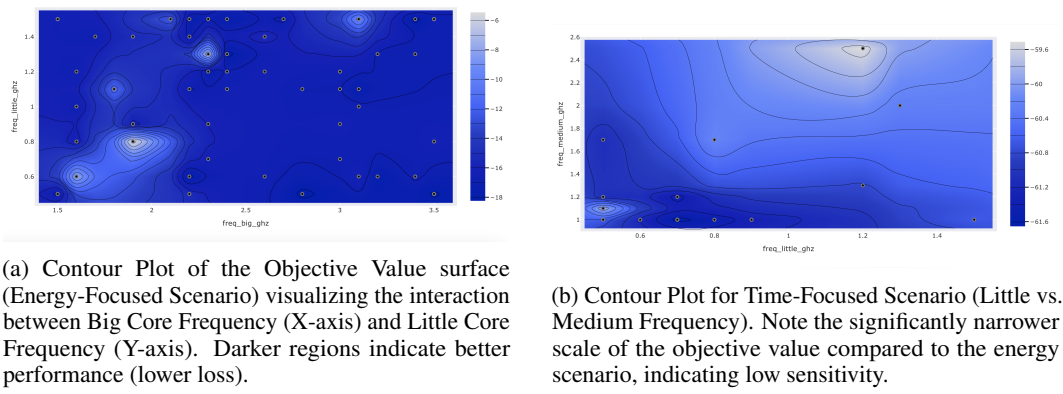 1.4
1.2
1
0.8
0.6
freq_little_ghz
1.5
2
2.5
3
3.5
freq_big_ghz
−6
−8
−10
−12
−14
−16
−18
2.6
2.4
2.2
2
1.8
1.6
1.4
1.2
1
freq_medium_ghz
0.6
0.8
1
1.2
1.4
freq_little_ghz
−59.6
−60
−60.4
−60.8
−61.2
−61.6
(a) Contour Plot of the Objective Value surface
(Energy-Focused Scenario) visualizing the interaction
between Big Core Frequency (X-axis) and Little Core
Frequency (Y-axis). Darker regions indicate better
performance (lower loss).
(b) Contour Plot for Time-Focused Scenario (Little vs.
Medium Frequency). Note the significantly narrower
scale of the objective value compared to the energy
scenario, indicating low sensitivity.